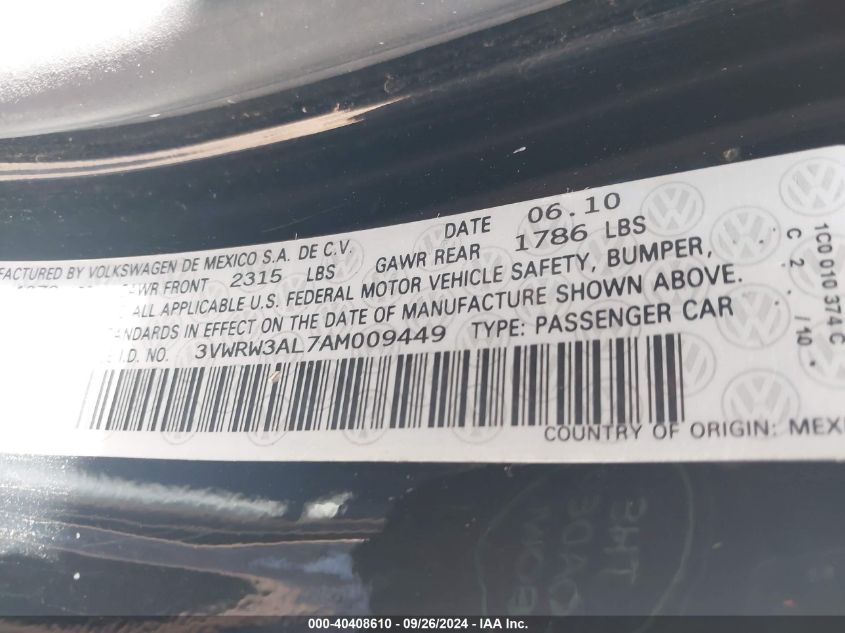 FACTURED BY VOLKSWAGEN DE MEXICO S.A. DE C.V. DATE 06.10
GAWR FRONT 2315 LBS GAWR REAR 1786 LBS
ALL APPLICABLE U.S. FEDERAL MOTOR VEHICLE SAFETY, BUMPER,
STANDARDS IN EFFECT ON THE DATE OF MANUFACTURE SHOWN ABOVE.
I.D. NO. 3VWRW3AL7AM009449 TYPE: PASSENGER CAR
COUNTRY OF ORIGIN: MEXI
1C0 010 374 C
C 2 . /10 *
000-40408610 - 09/26/2024 - IAA Inc.